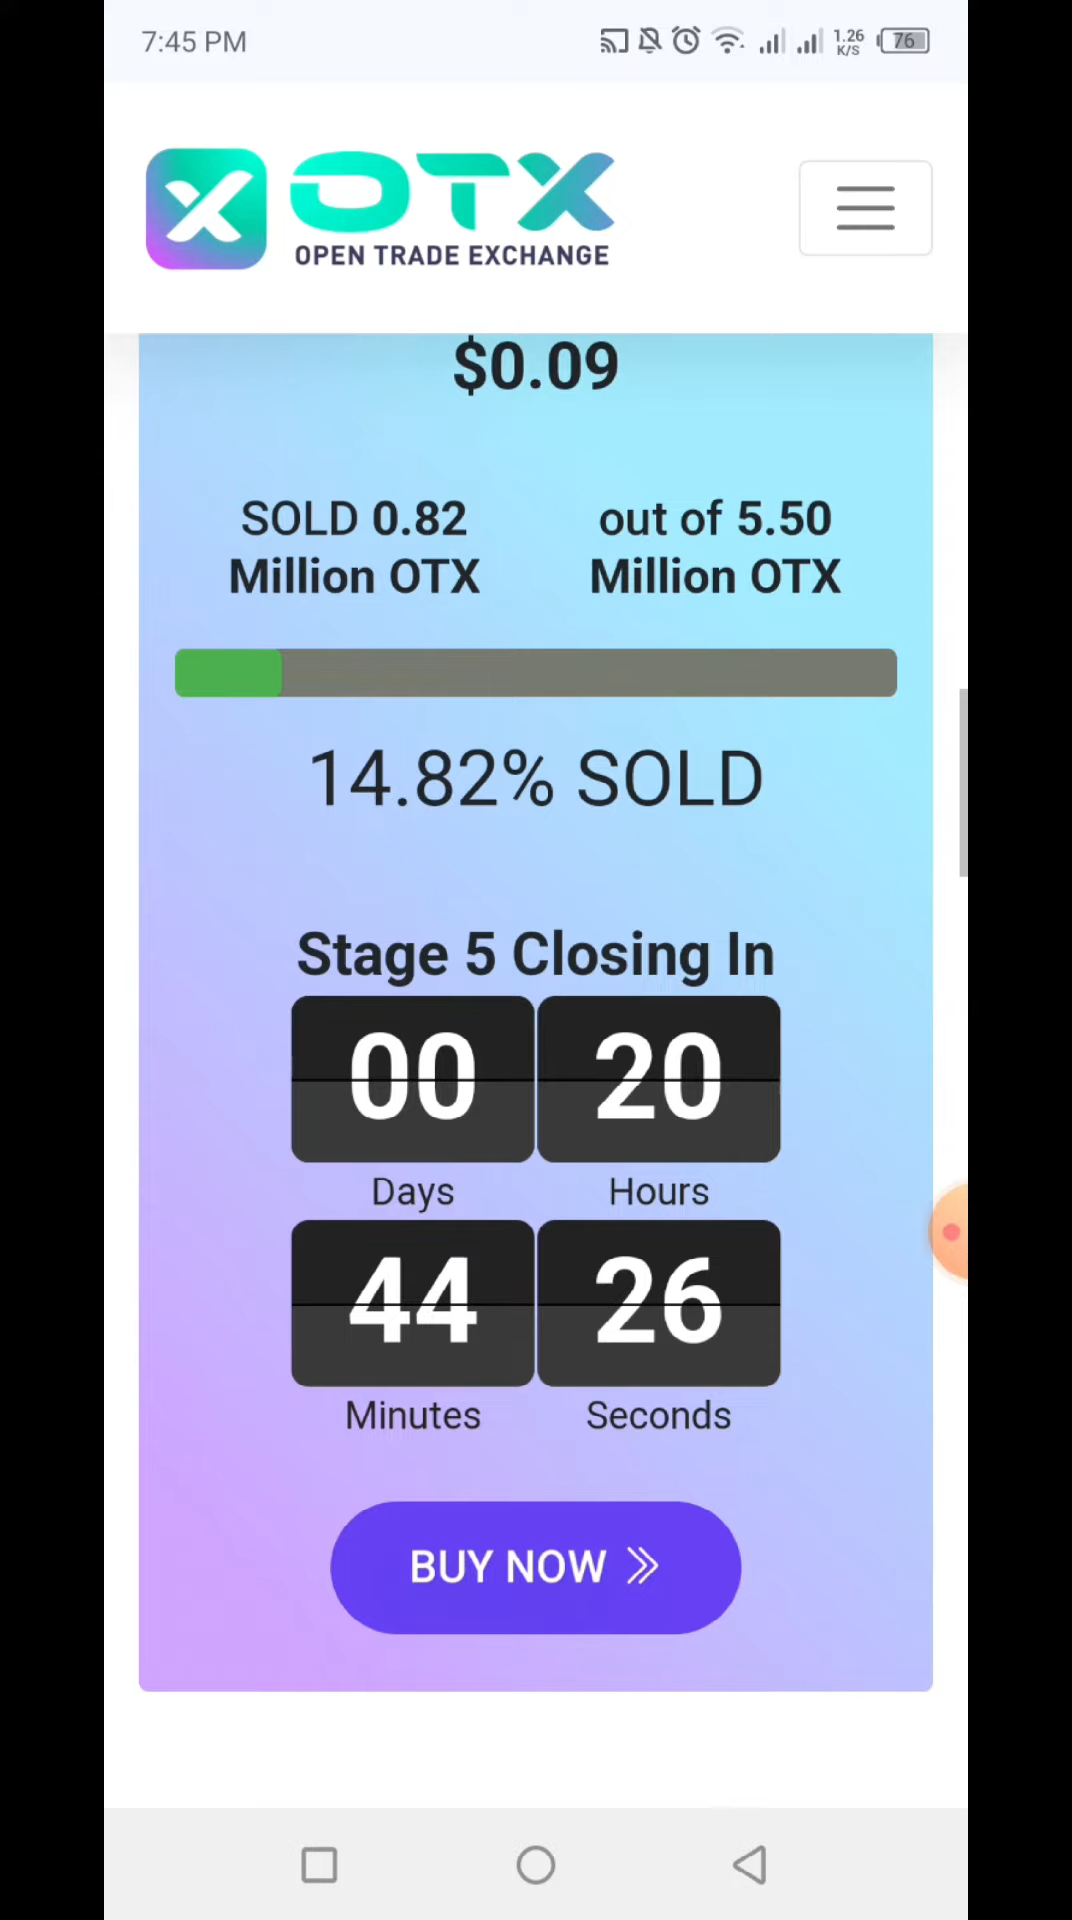 7:45 PM
1.26
K/S
76
OTX
OPEN TRADE EXCHANGE
$0.09
SOLD 0.82
Million OTX
out of 5.50
Million OTX
14.82% SOLD
Stage 5 Closing In
00
20
Days
Hours
44
26
Minutes
Seconds
BUY NOW